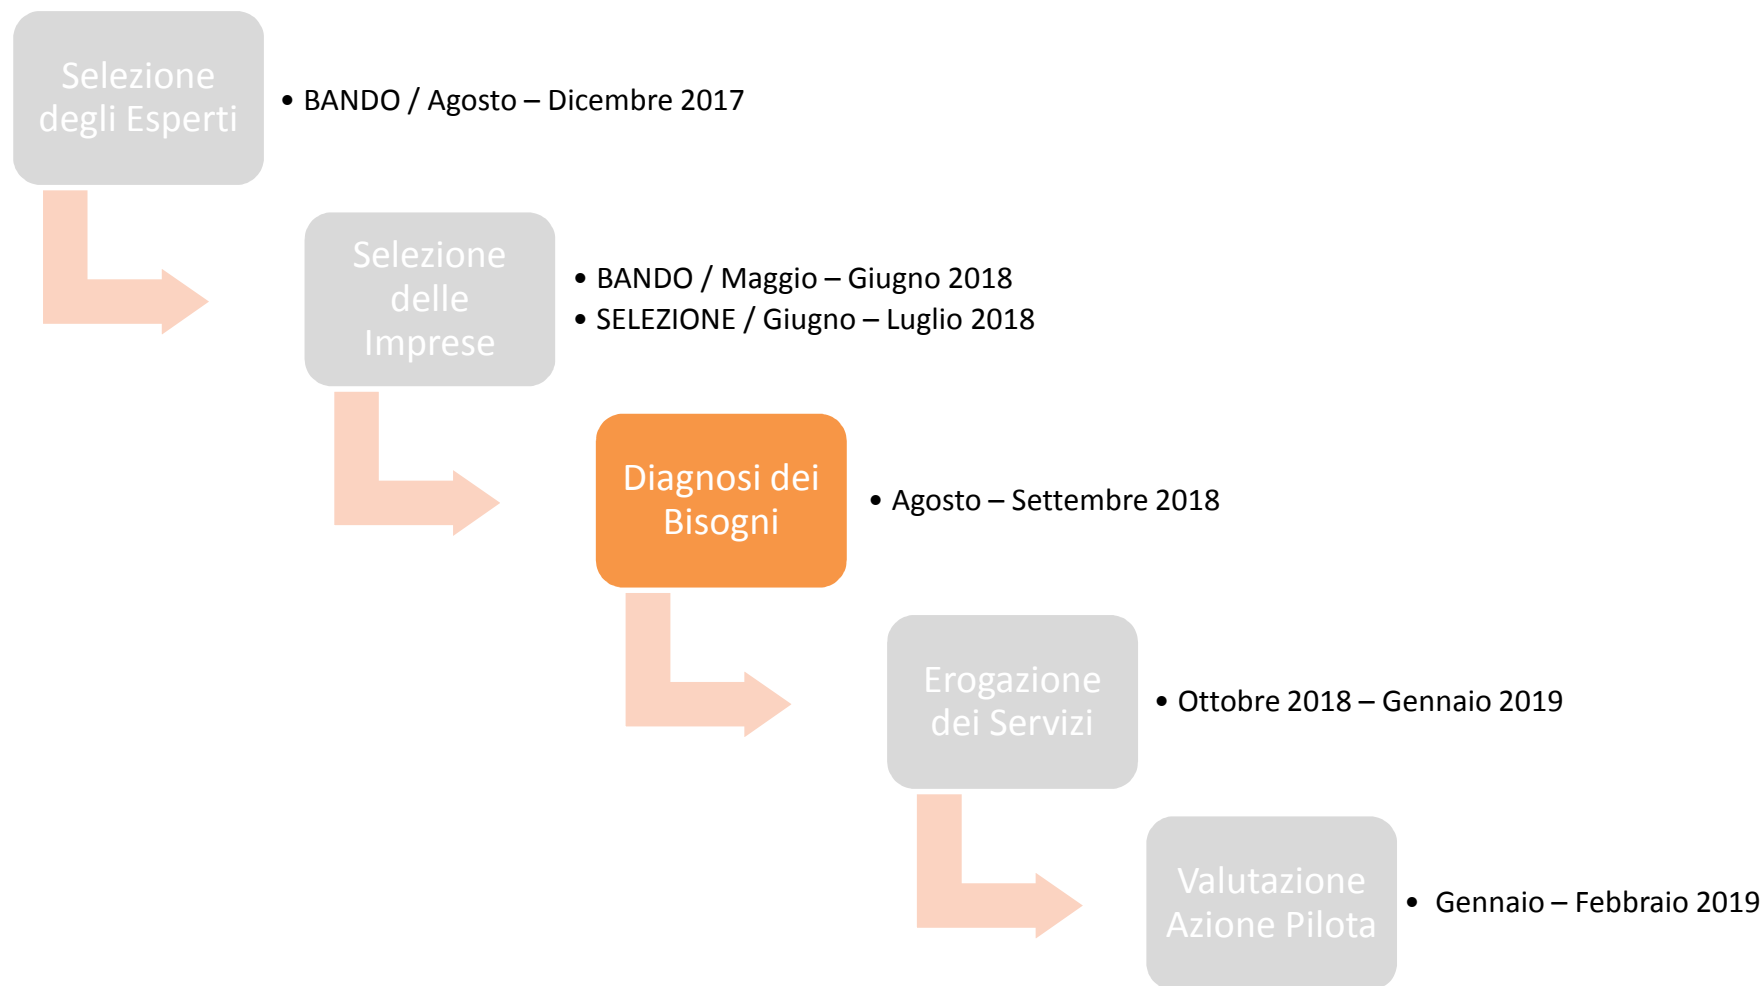 Selezione
degli Esperti
• BANDO / Agosto – Dicembre 2017
Selezione
delle
Imprese
• BANDO / Maggio – Giugno 2018
• SELEZIONE / Giugno – Luglio 2018
Diagnosi dei
Bisogni
• Agosto – Settembre 2018
Erogazione
dei Servizi
• Ottobre 2018 – Gennaio 2019
Valutazione
Azione Pilota
• Gennaio – Febbraio 2019